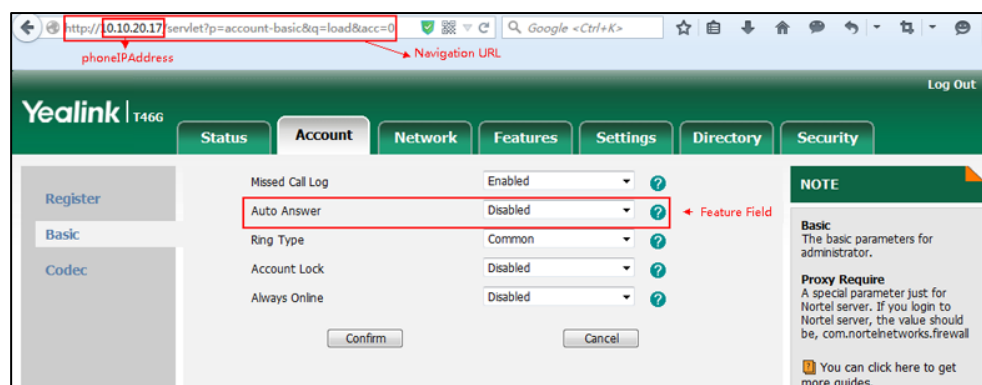 http://10.10.20.17/servlet?p=account-basic&q=load&acc=0
Google <Ctrl+K>
phoneIPAddress
Navigation URL
Log Out
Yealink | T46G
Status Account Network Features Settings Directory Security
Register
Basic
Codec
Missed Call Log Enabled ?
Auto Answer Disabled ?
Feature Field
Ring Type Common ?
Account Lock Disabled ?
Always Online Disabled ?
Confirm Cancel
NOTE
Basic
The basic parameters for
administrator.
Proxy Require
A special parameter just for
Nortel server. If you login to
Nortel server, the value should
be, com.nortelnetworks.firewall
? You can click here to get
more guides.